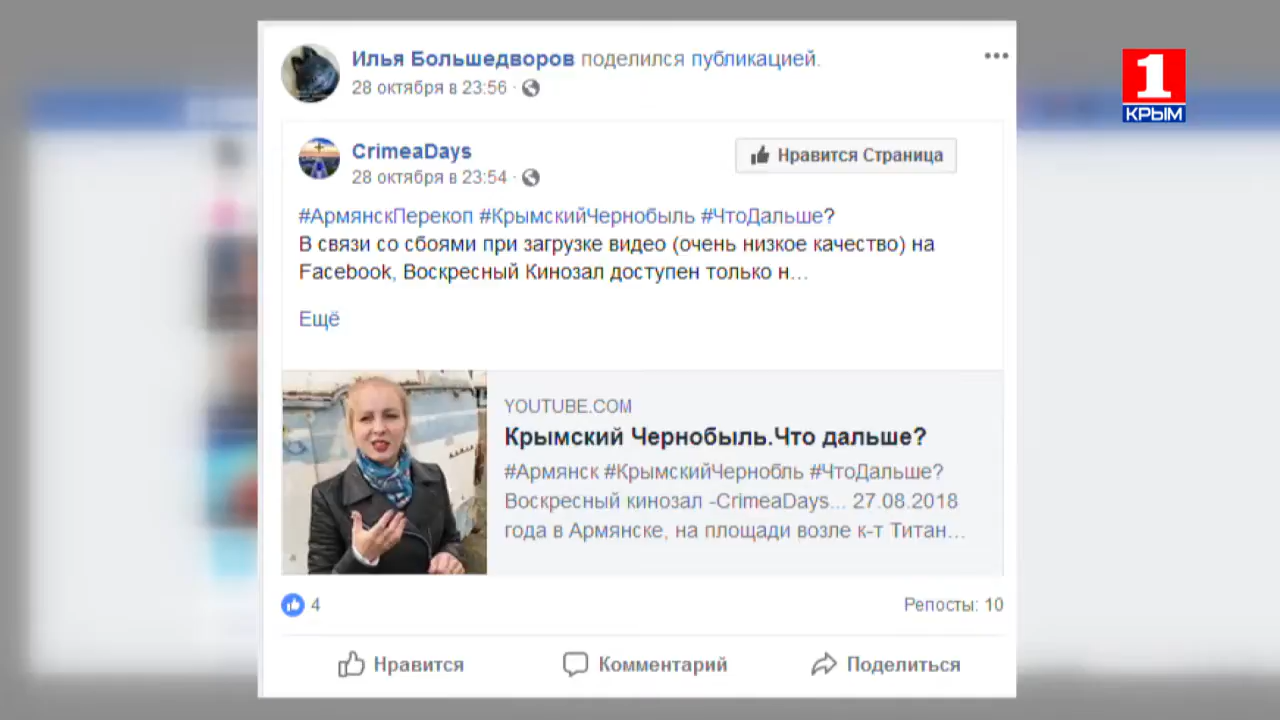 Илья Большедворов поделился публикацией.
28 октября в 23:56 ·
1
КРЫМ
CrimeaDays
28 октября в 23:54 ·
Нравится Страница
#АрмянскПерекоп #КрымскийЧернобыль #ЧтоДальше?
В связи со сбоями при загрузке видео (очень низкое качество) на
Facebook, Воскресный Кинозал доступен только н...
Ещё
YOUTUBE.COM
Крымский Чернобыль.Что дальше?
#Армянск #КрымскийЧернобль #ЧтоДальше?
Воскресный кинозал -CrimeaDays... 27.08.2018
года в Армянске, на площади возле к-т Титан...
4
Репосты: 10
Нравится
Комментарий
Поделиться